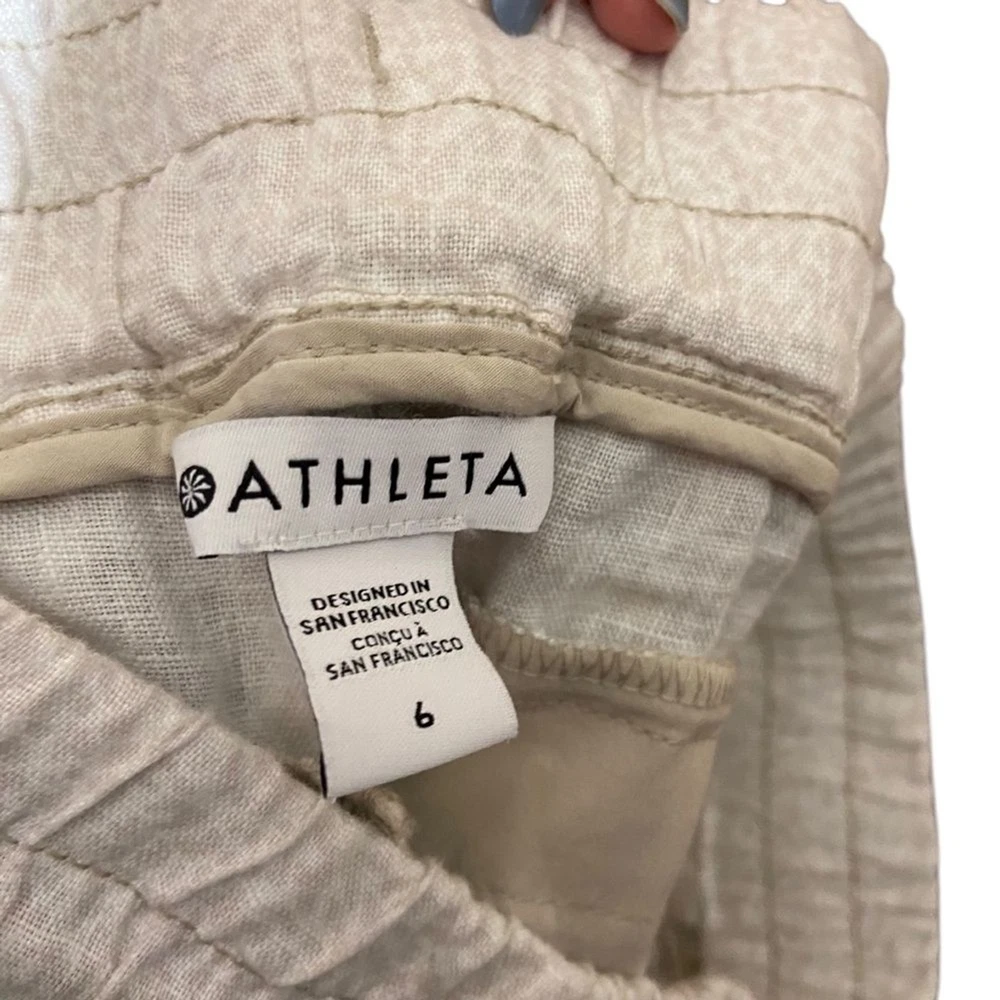 ATHLETA
DESIGNED IN
SAN FRANCISCO
CONÇU À
SAN FRANCISCO
6